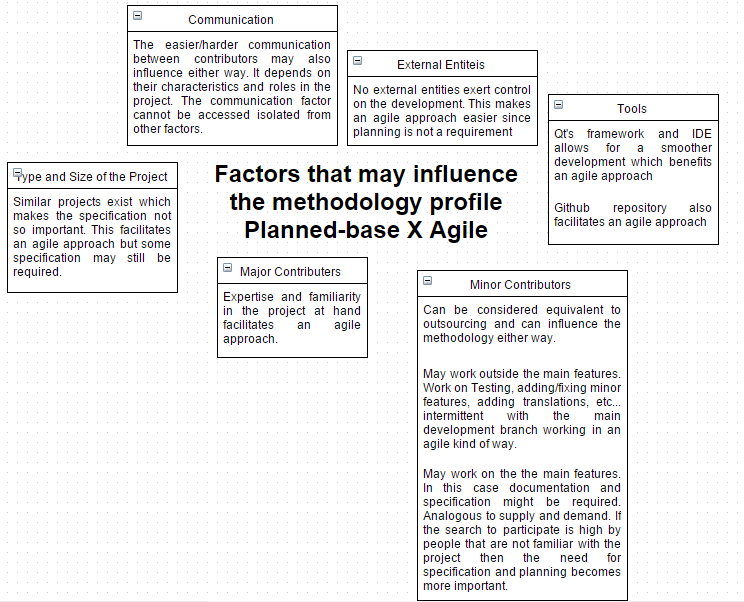 Communication
The easier/harder communication
between contributors may also
influence either way. It depends on
their characteristics and roles in the
project. The communication factor
cannot be accessed isolated from
other factors.
External Entiteis
No external entities exert control
on the development. This makes
an agile approach easier since
planning is not a requirement
Tools
Qt's framework and IDE
allows for a smoother
development which benefits
an agile approach
Github repository also
facilitates an agile approach
Type and Size of the Project
Similar projects exist which
makes the specification not
so important. This facilitates
an agile approach but some
specification may still be
required.
Factors that may influence
the methodology profile
Planned-base X Agile
Major Contributers
Expertise and familiarity
in the project at hand
facilitates an agile
approach.
Minor Contributors
Can be considered equivalent to
outsourcing and can influence the
methodology either way.
May work outside the main features.
Work on Testing, adding/fixing minor
features, adding translations, etc...
intermittent with the main
development branch working in an
agile kind of way.
May work on the the main features.
In this case documentation and
specification might be required.
Analogous to supply and demand. If
the search to participate is high by
people that are not familiar with the
project then the need for
specification and planning becomes
more important.